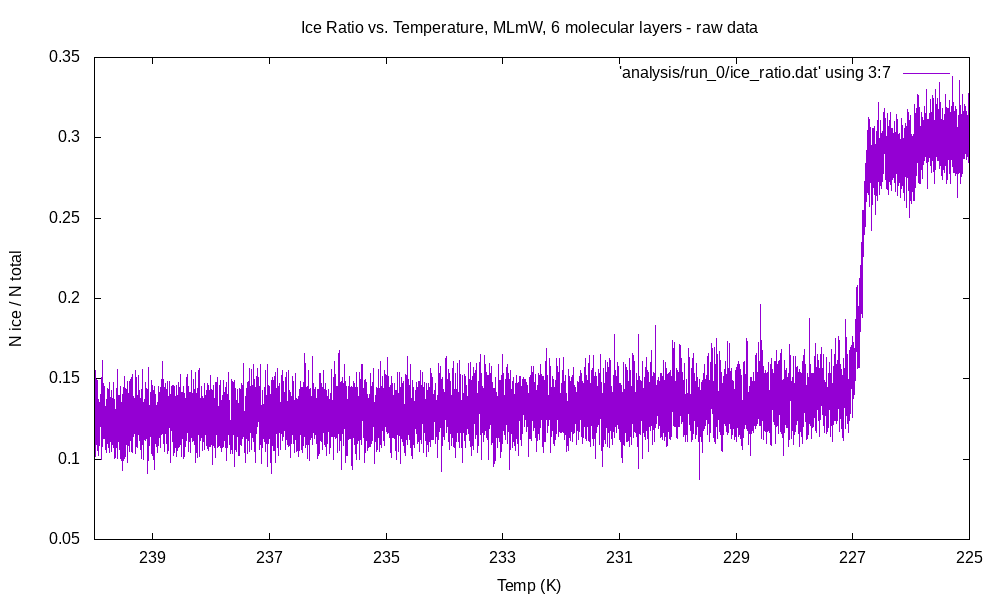 Ice Ratio vs. Temperature, MLmW, 6 molecular layers - raw data
'analysis/run_0/ice_ratio.dat' using 3:7
N ice / N total
0.35
0.3
0.25
0.2
0.15
0.1
0.05
239 237 235 233 231 229 227 225
Temp (K)